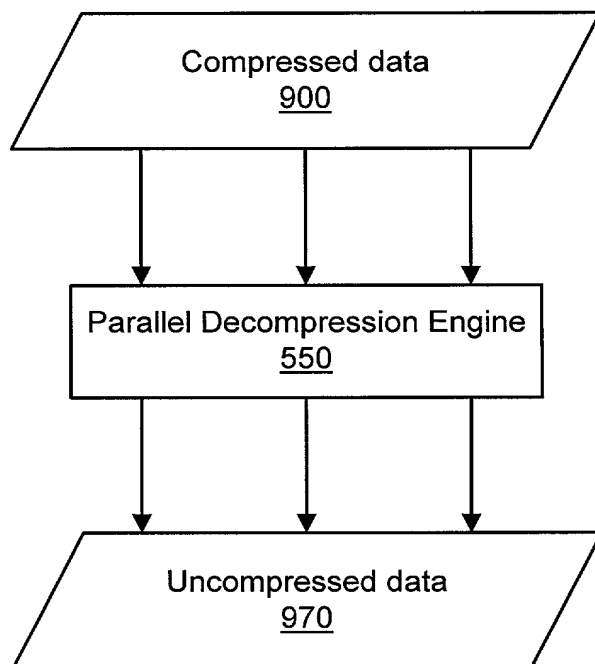 Compressed data
900
Parallel Decompression Engine
550
Uncompressed data
970